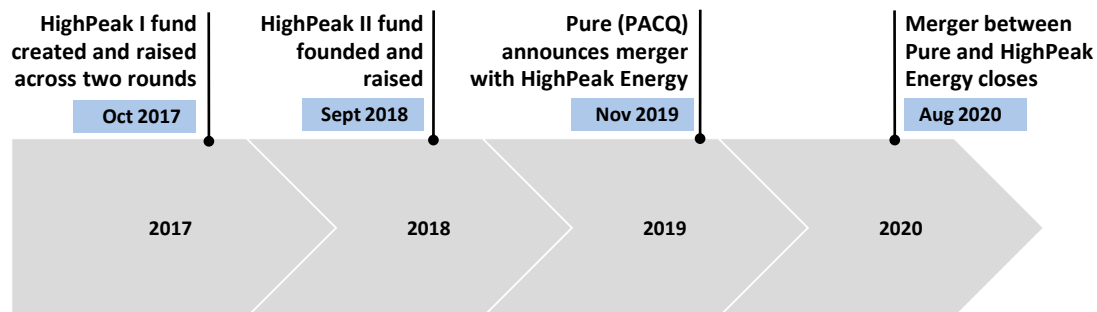 HighPeak I fund
created and raised
across two rounds
Oct 2017
HighPeak II fund
founded and
raised
Sept 2018
Pure (PACQ)
announces merger
with HighPeak Energy
Nov 2019
Merger between
Pure and HighPeak
Energy closes
Aug 2020
2017
2018
2019
2020